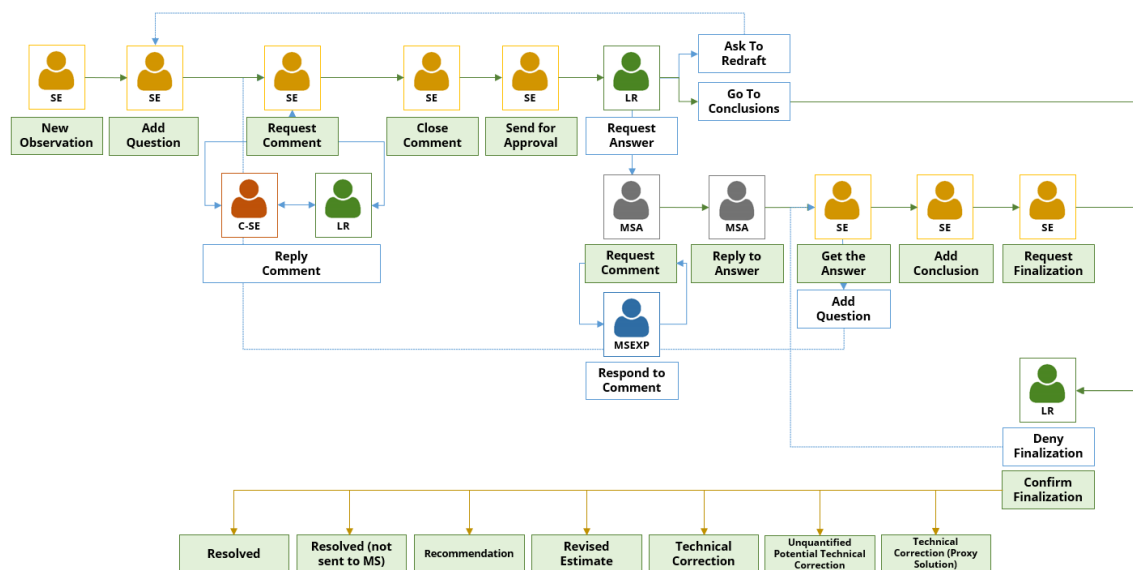 Ask To
Redraft
SE
SE
SE
SE
SE
LR
Go To
Conclusions
New
Observation
Add
Question
Request
Comment
Close
Comment
Send for
Approval
Request
Answer
C-SE
LR
MSA
MSA
SE
SE
SE
Reply
Comment
Request
Comment
Reply to
Answer
Get the
Answer
Add
Conclusion
Request
Finalization
Add
Question
MSEXP
Respond to
Comment
LR
Deny
Finalization
Confirm
Finalization
Resolved
Resolved (not
sent to MS)
Recommendation
Revised
Estimate
Technical
Correction
Unquantified
Potential Technical
Correction
Technical
Correction (Proxy
Solution)